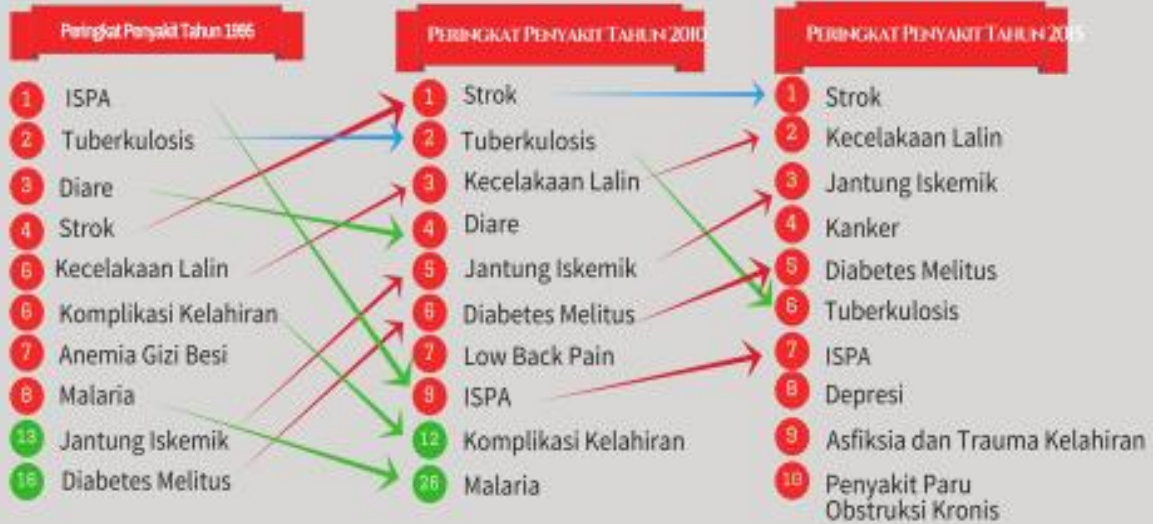 Peringkat Penyakit Tahun 1995
1 ISPA
2 Tuberkulosis
3 Diare
4 Strok
6 Kecelakaan Lalin
6 Komplikasi Kelahiran
7 Anemia Gizi Besi
8 Malaria
13 Jantung Iskemik
16 Diabetes Melitus
PERINGKAT PENYAKIT TAHUN 2010
1 Strok
2 Tuberkulosis
3 Kecelakaan Lalin
4 Diare
5 Jantung Iskemik
6 Diabetes Melitus
7 Low Back Pain
9 ISPA
12 Komplikasi Kelahiran
26 Malaria
PERINGKAT PENYAKIT TAHUN 2015
1 Strok
2 Kecelakaan Lalin
3 Jantung Iskemik
4 Kanker
5 Diabetes Melitus
6 Tuberkulosis
7 ISPA
8 Depresi
9 Asfiksia dan Trauma Kelahiran
10 Penyakit Paru
Obstruksi Kronis